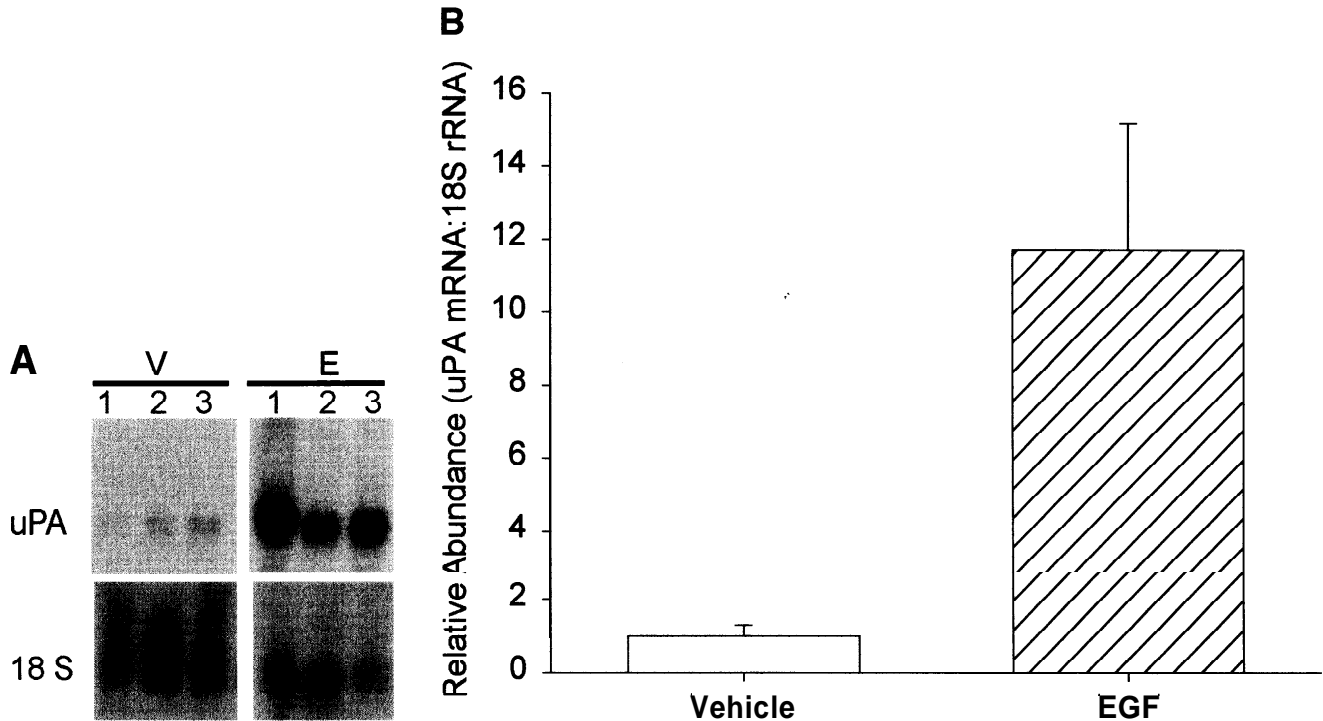 A
V
E
1 2 3
1 2 3
uPA
18 S
B
Relative Abundance (uPA mRNA:18S rRNA)
16
14
12
10
8
6
4
2
0
Vehicle
EGF